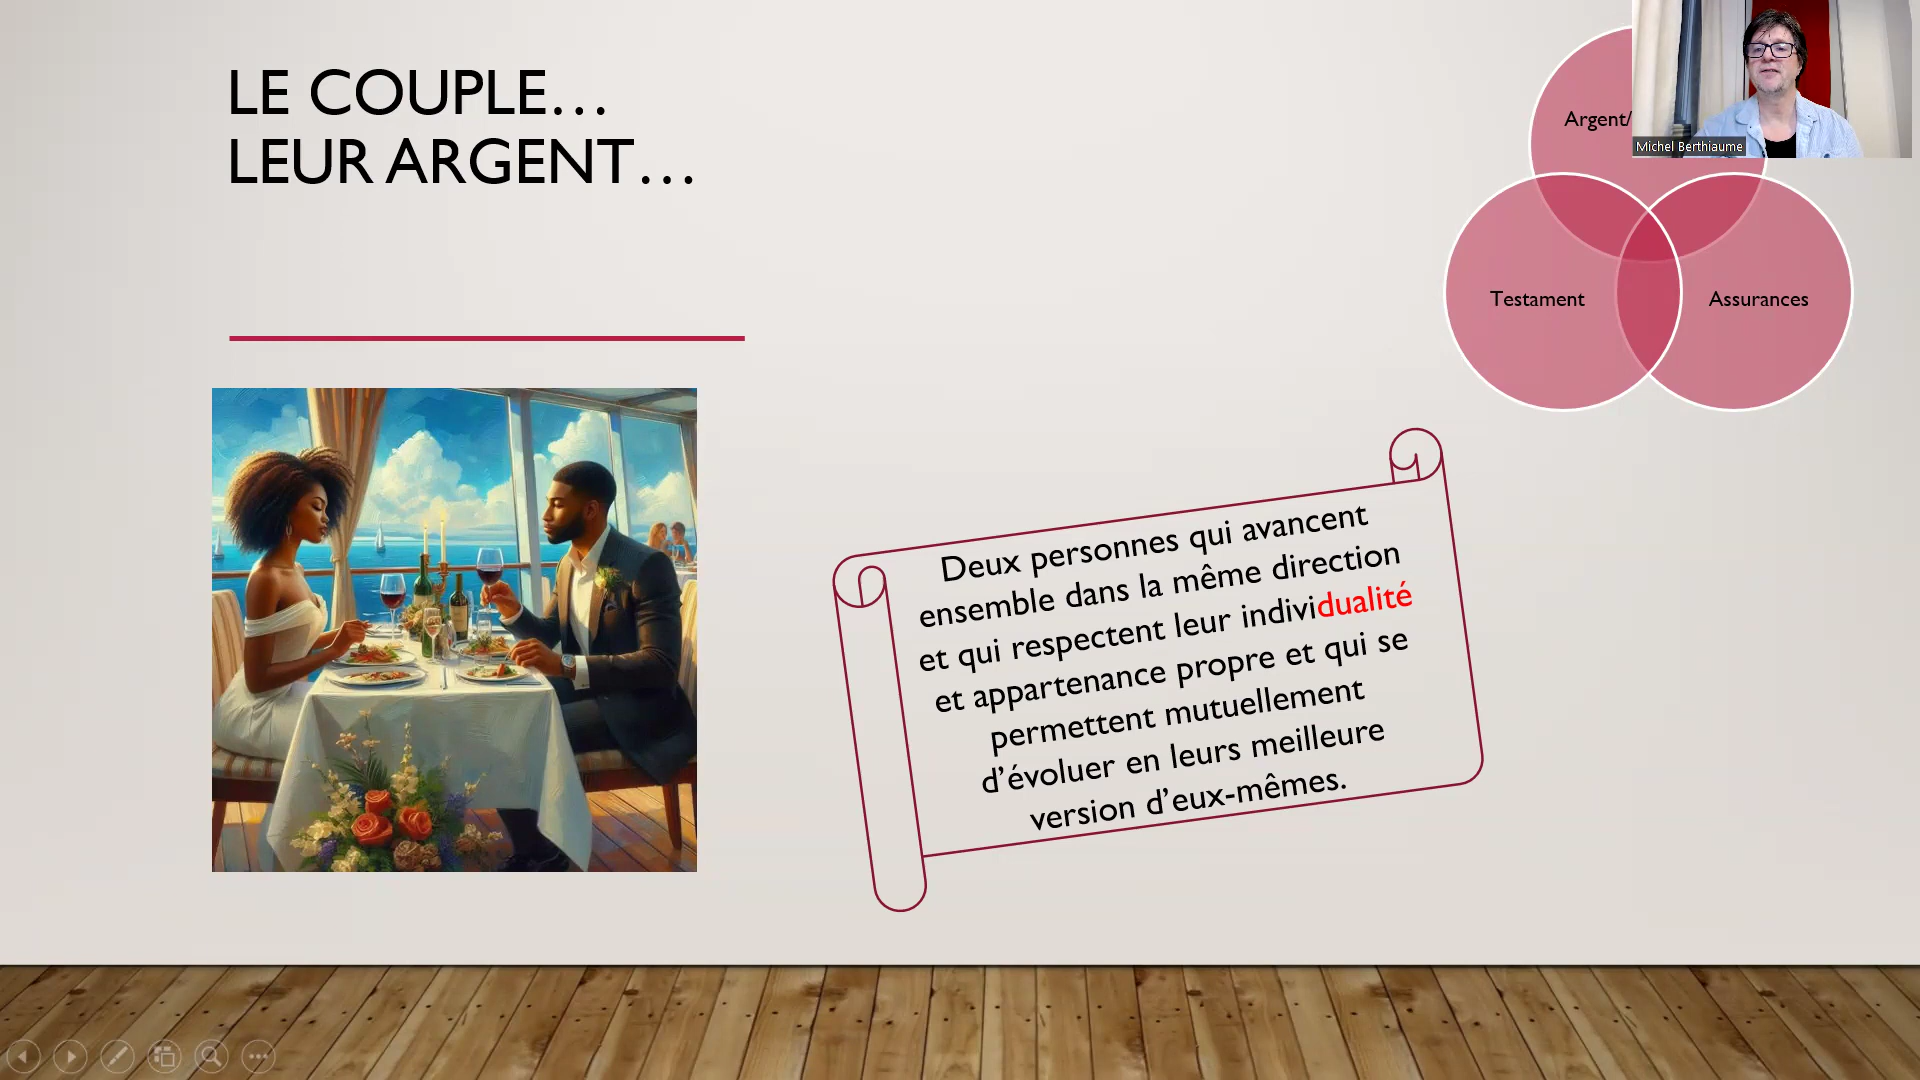 LE COUPLE…
LEUR ARGENT…
Argent/
Michel Berthiaume
Testament
Assurances
Deux personnes qui avancent
ensemble dans la même direction
et qui respectent leur individualité
et appartenance propre et qui se
permettent mutuellement
d’évoluer en leurs meilleure
version d’eux-mêmes.